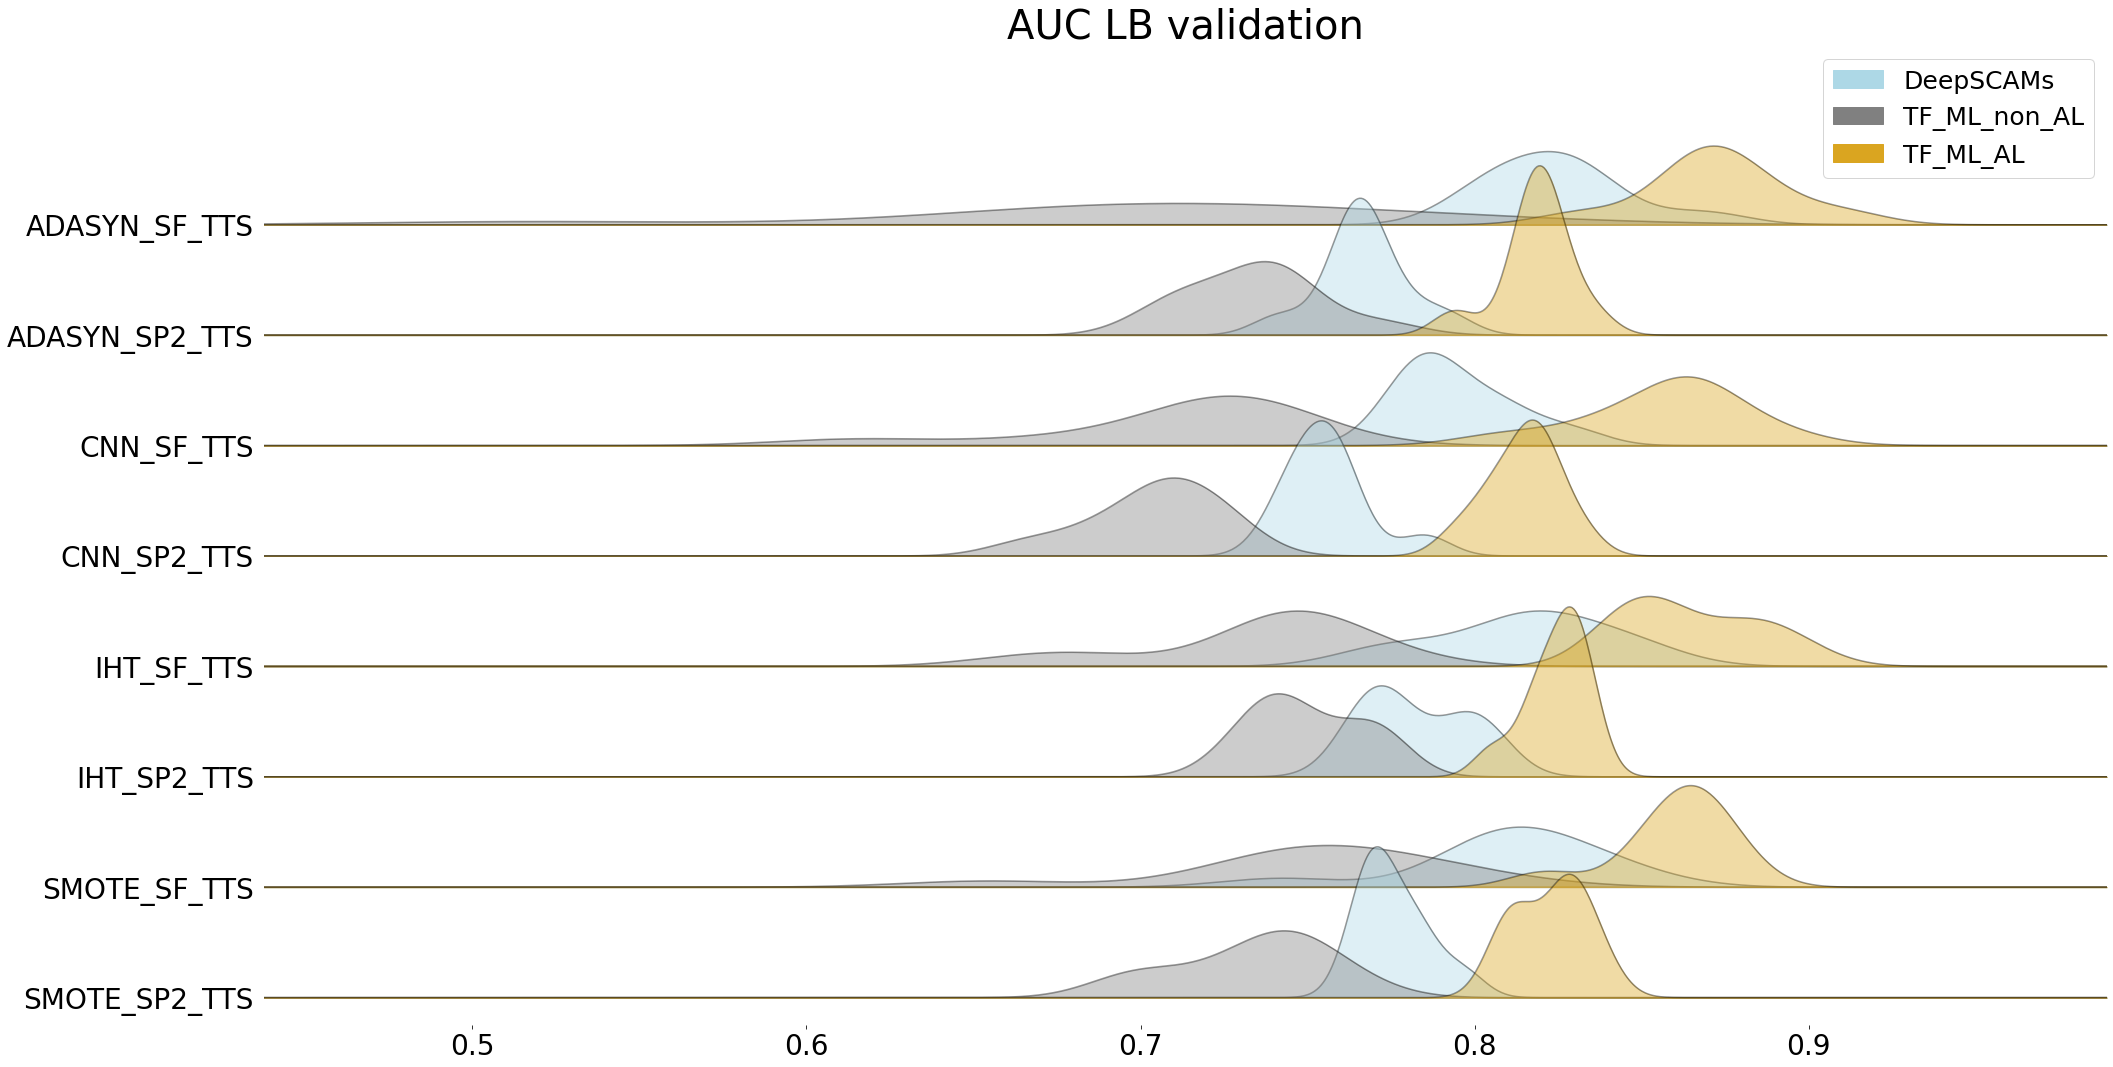 AUC LB validation
DeepSCAMs
TF_ML_non_AL
TF_ML_AL
ADASYN_SF_TTS
ADASYN_SP2_TTS
CNN_SF_TTS
CNN_SP2_TTS
IHT_SF_TTS
IHT_SP2_TTS
SMOTE_SF_TTS
SMOTE_SP2_TTS
0.5 0.6 0.7 0.8 0.9